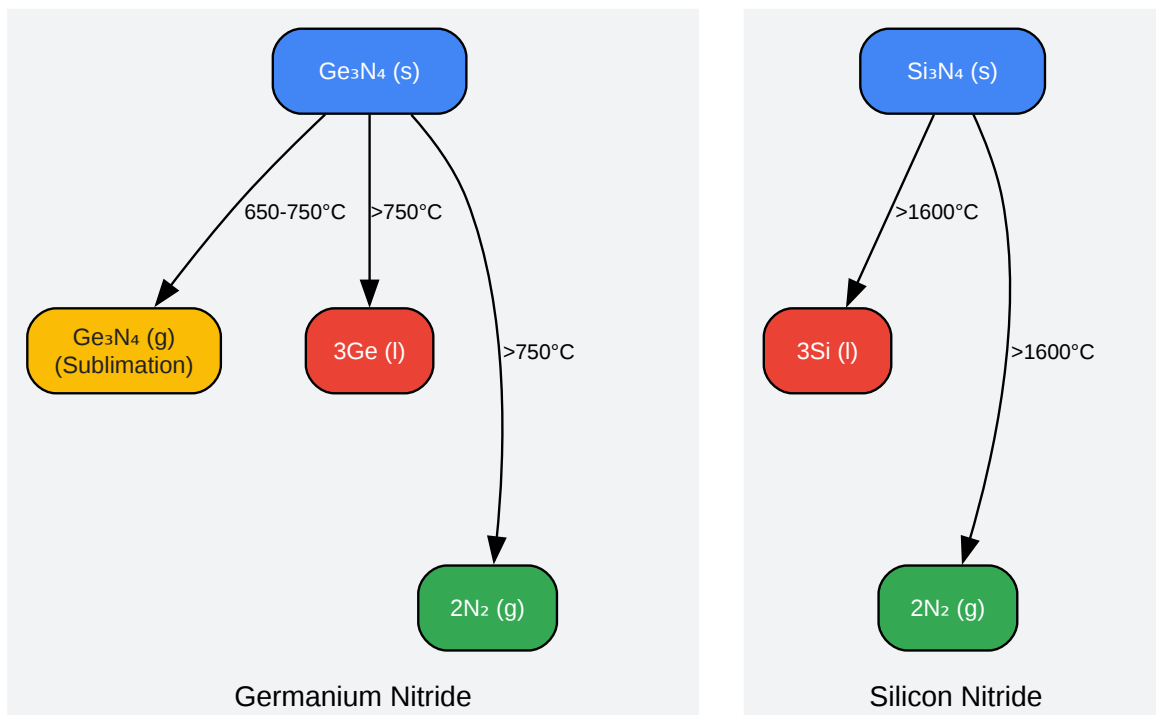 Ge₃N₄ (s)
Si₃N₄ (s)
650-750°C
>750°C
>1600°C
Ge₃N₄ (g)
(Sublimation)
3Ge (l)
>750°C
3Si (l)
>1600°C
2N₂ (g)
2N₂ (g)
Germanium Nitride
Silicon Nitride